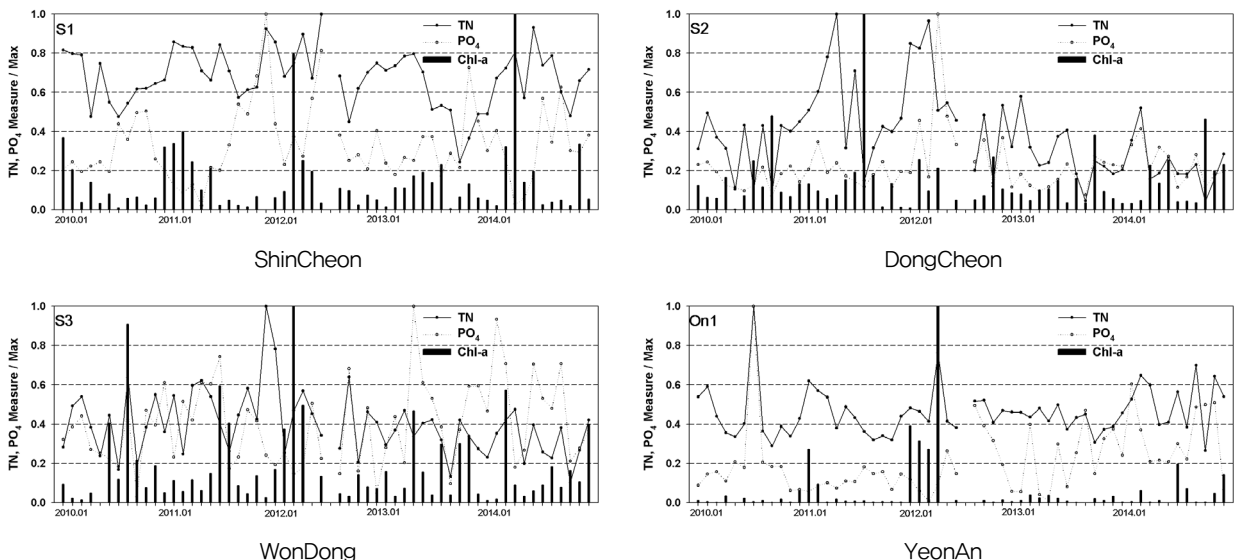 S1
TN
PO4
Chl-a
TN, PO4 Measure / Max
1.0
0.8
0.6
0.4
0.2
0.0
2010.01 2011.01 2012.01 2013.01 2014.01
ShinCheon
S2
TN
PO4
Chl-a
TN, PO4 Measure / Max
1.0
0.8
0.6
0.4
0.2
0.0
2010.01 2011.01 2012.01 2013.01 2014.01
DongCheon
S3
TN
PO4
Chl-a
TN, PO4 Measure / Max
1.0
0.8
0.6
0.4
0.2
0.0
2010.01 2011.01 2012.01 2013.01 2014.01
WonDong
On1
TN
PO4
Chl-a
TN, PO4 Measure / Max
1.0
0.8
0.6
0.4
0.2
0.0
2010.01 2011.01 2012.01 2013.01 2014.01
YeonAn